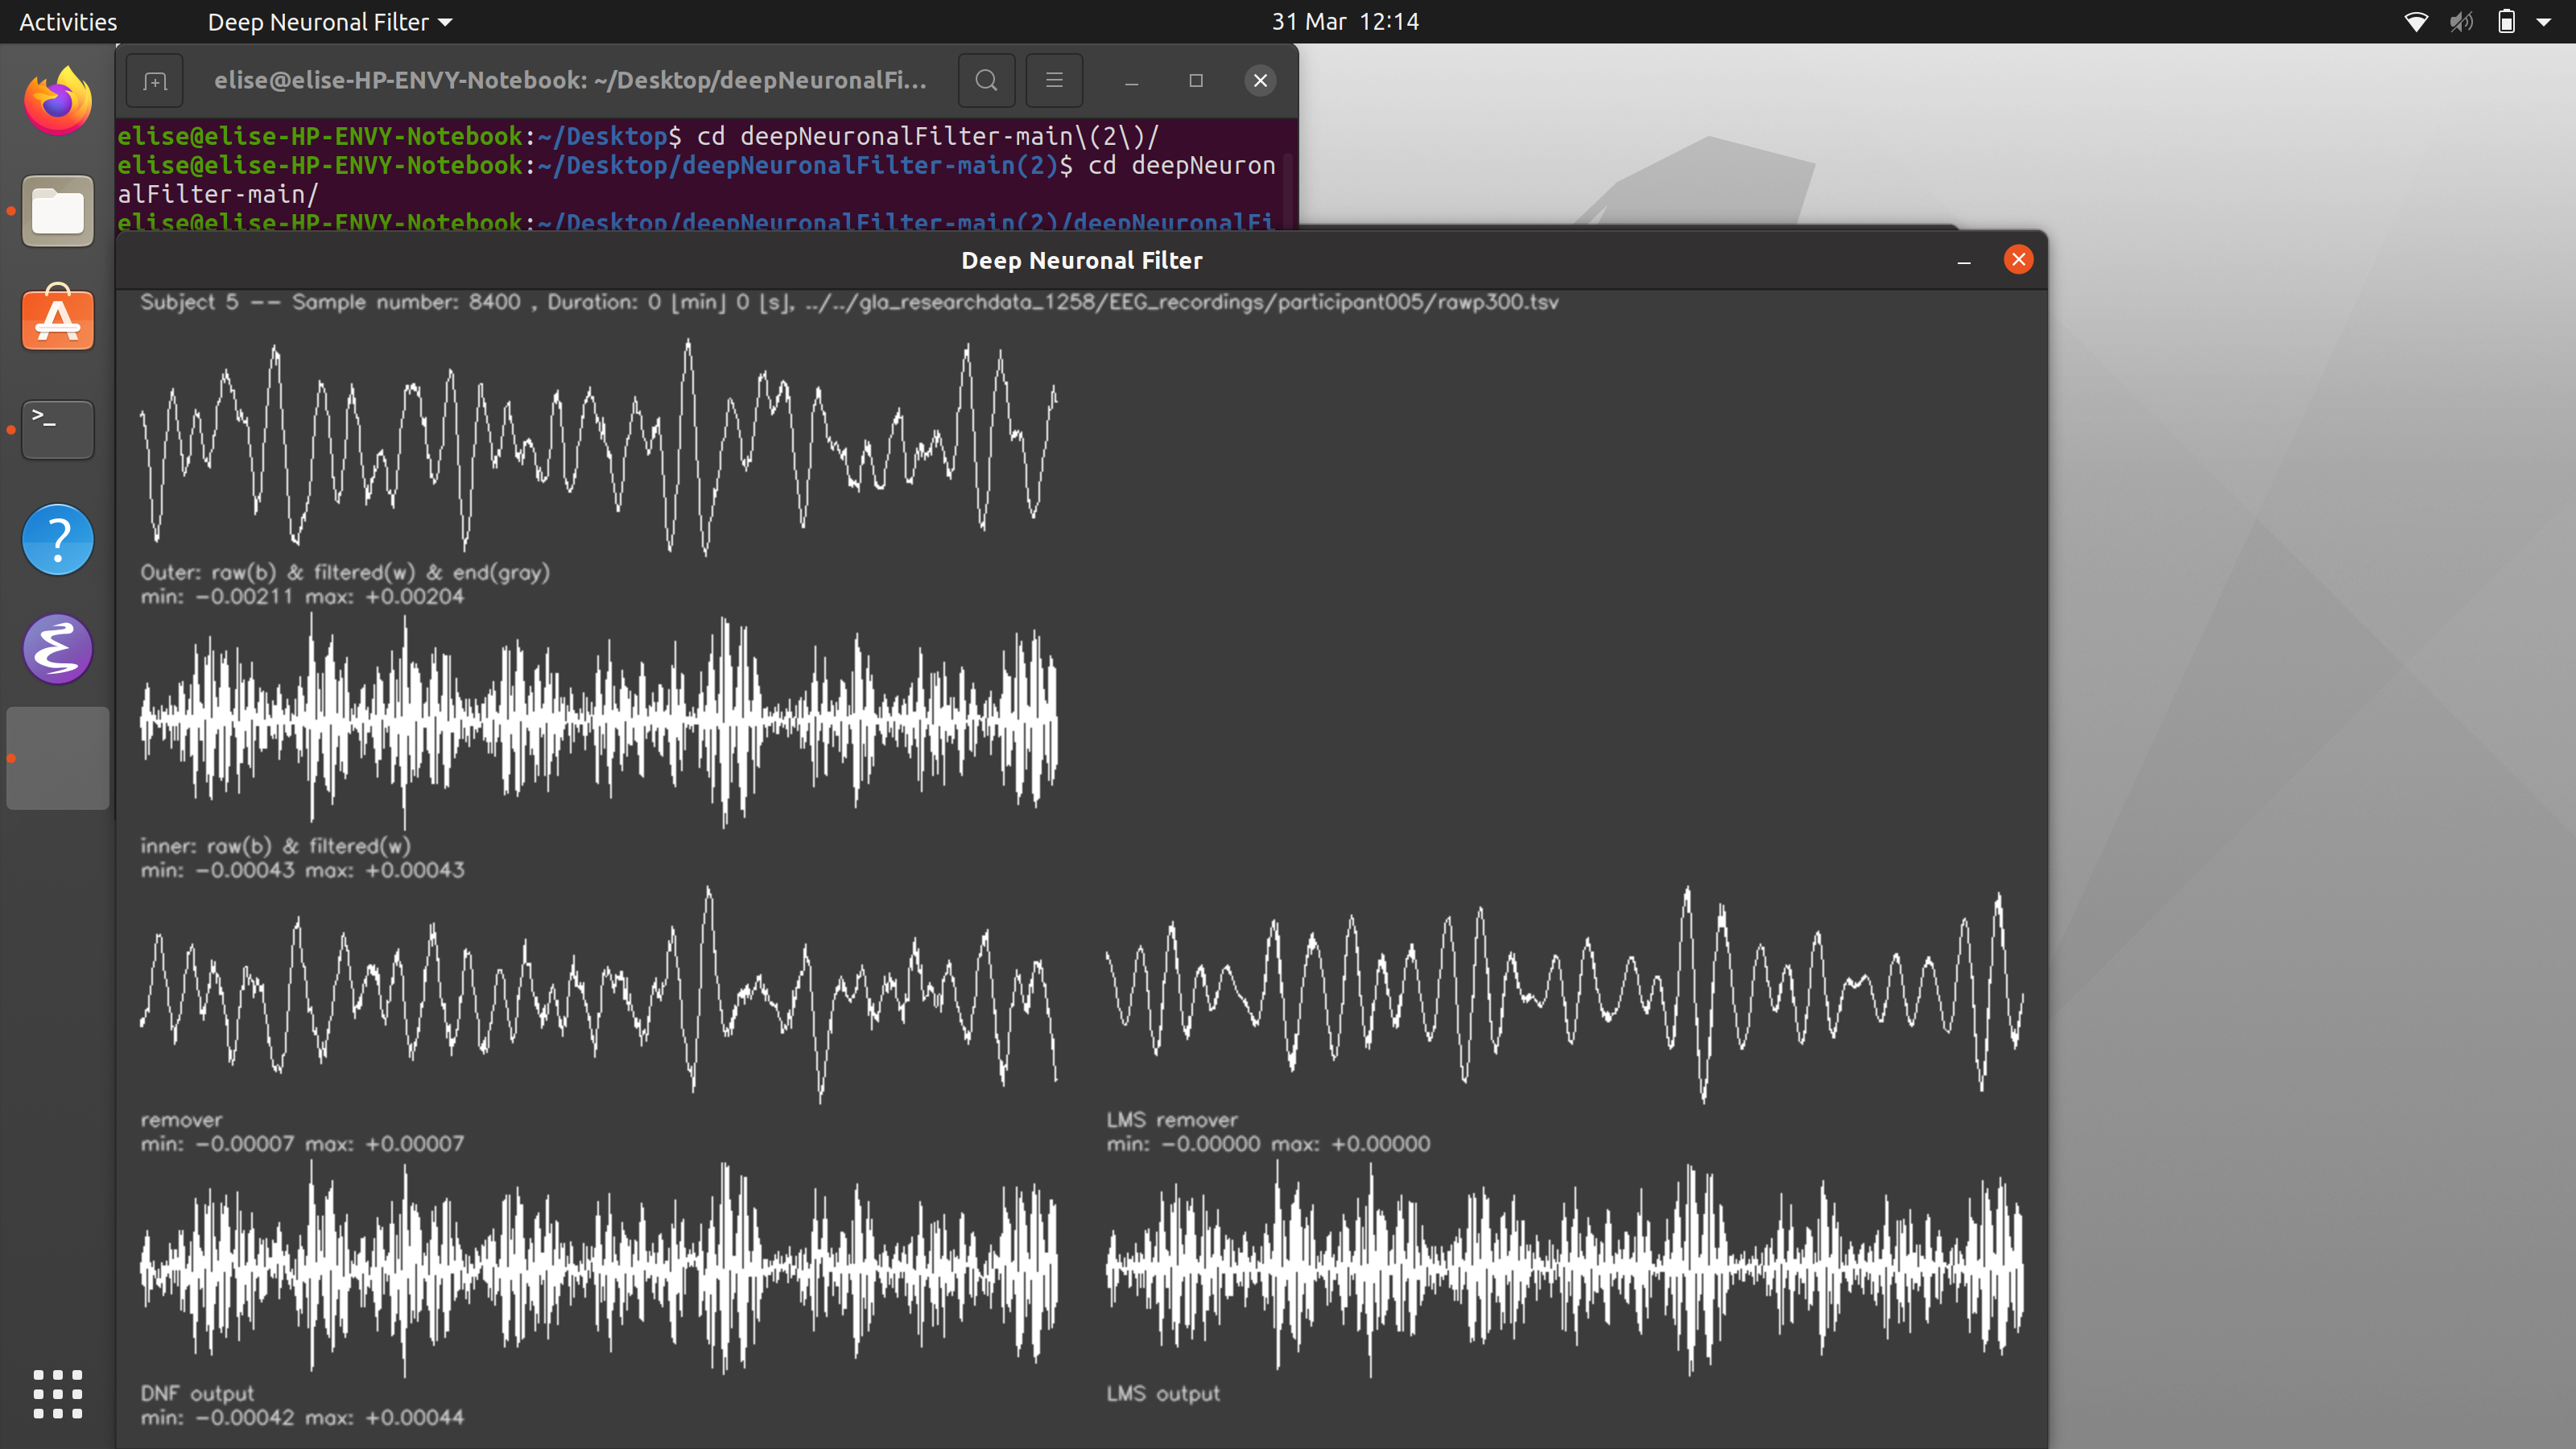 Activities
Deep Neuronal Filter
31 Mar 12:14
elise@elise-HP-ENVY-Notebook: ~/Desktop/deepNeuronalFi...
elise@elise-HP-ENVY-Notebook:~/Desktop$ cd deepNeuronalFilter-main\(2\)/
elise@elise-HP-ENVY-Notebook:~/Desktop/deepNeuronalFilter-main(2)$ cd deepNeuron
alFilter-main/
elise@elise-HP-ENVY-Notebook:~/Desktop/deepNeuronalFilter-main(2)/deepNeuronalFi
Deep Neuronal Filter
Subject 5 -- Sample number: 8400 , Duration: 0 [min] 0 [s], ../../gla_researchdata_1258/EEG_recordings/participant005/rawp300.tsv
Outer: raw(b) & filtered(w) & end(gray)
min: -0.00211 max: +0.00204
inner: raw(b) & filtered(w)
min: -0.00043 max: +0.00043
remover
min: -0.00007 max: +0.00007
LMS remover
min: -0.00000 max: +0.00000
DNF output
min: -0.00042 max: +0.00044
LMS output